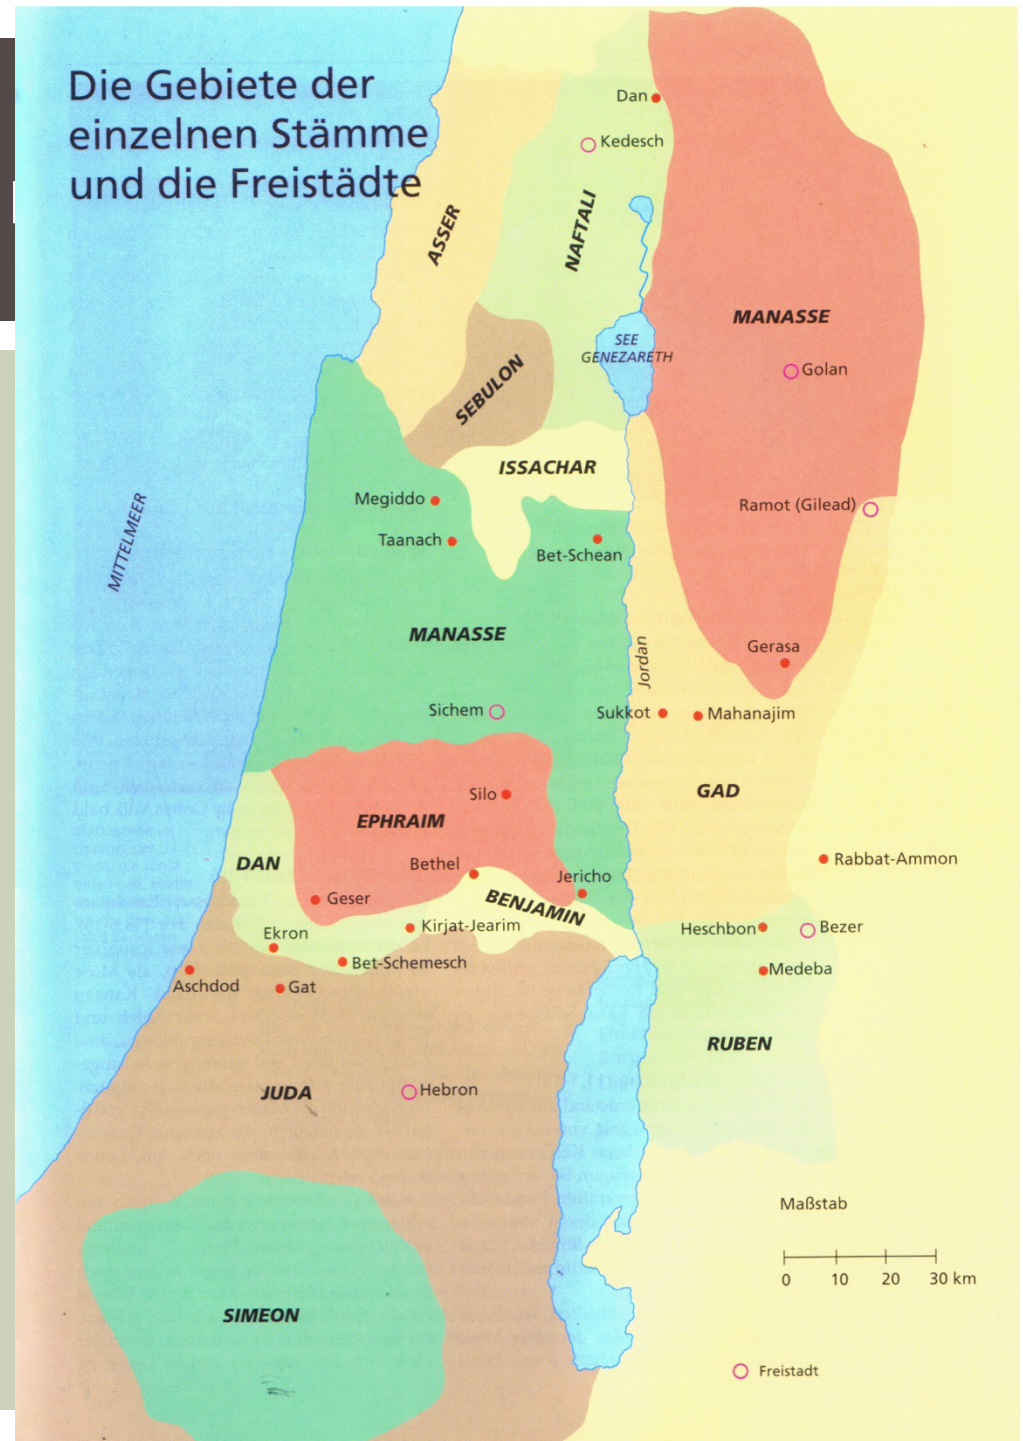 Die Gebiete der
einzelnen Stämme
und die Freistädte
Dan
Kedesch
ASSER
NAFTALI
MANASSE
SEE
GENEZARETH
Golan
SEBULON
ISSACHAR
Megiddo
Ramot (Gilead)
Taanach
Bet-Schean
MITTELMEER
MANASSE
Jordan
Gerasa
Sichem
Sukkot
Mahanajim
Silo
GAD
EPHRAIM
DAN
Bethel
Rabbat-Ammon
Jericho
Geser
BENJAMIN
Kirjat-Jearim
Heschbon
Bezer
Ekron
Bet-Schemesch
Medeba
Aschdod
Gat
RUBEN
JUDA
Hebron
Maßstab
0 10 20 30 km
SIMEON
Freistadt